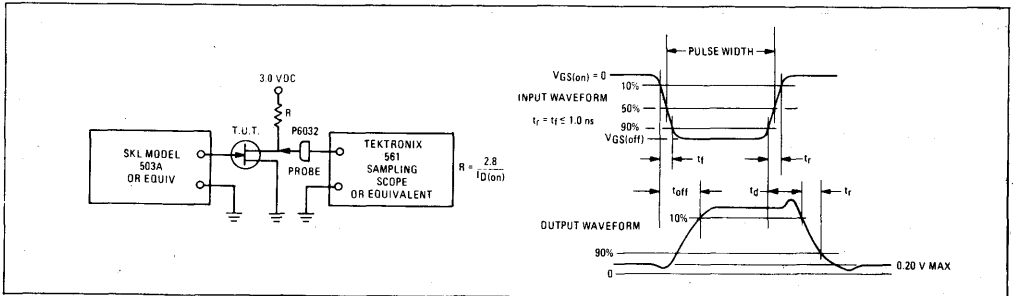 3.0 VDC
R
T.U.T.
P6032
PROBE
SKL MODEL
503A
OR EQUIV
TEKTRONIX
561
SAMPLING
SCOPE
OR EQUIVALENT
R = 2.8
ID(on)
PULSE WIDTH
VGS(on) = 0
10%
INPUT WAVEFORM
50%
tr = tf ≤ 1.0 ns
90%
VGS(off)
tf
tr
toff
td
tr
10%
OUTPUT WAVEFORM
90%
0.20 V MAX
0